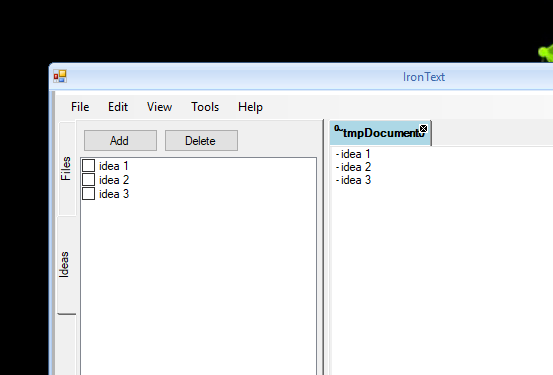 IronText
File Edit View Tools Help
Add Delete
Files
Ideas
idea 1
idea 2
idea 3
tmpDocument
-idea 1
-idea 2
-idea 3